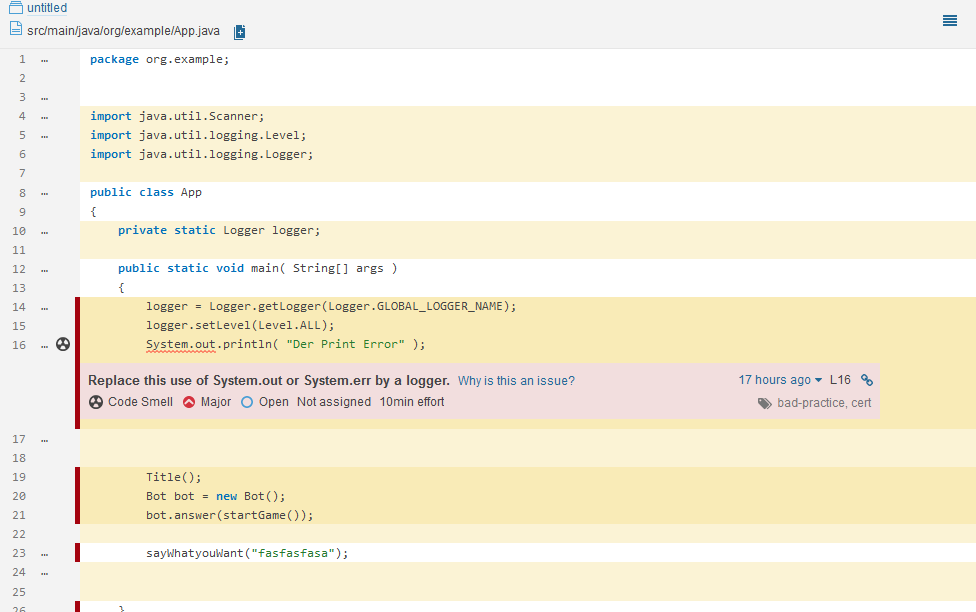 untitled
src/main/java/org/example/App.java
1 … package org.example;
2
3 …
4 … import java.util.Scanner;
5 … import java.util.logging.Level;
6 import java.util.logging.Logger;
7
8 … public class App
9 {
10 … private static Logger logger;
11
12 … public static void main( String[] args )
13 {
14 … logger = Logger.getLogger(Logger.GLOBAL_LOGGER_NAME);
15 logger.setLevel(Level.ALL);
16 … System.out.println( "Der Print Error" );
Replace this use of System.out or System.err by a logger. Why is this an issue? 17 hours ago L16
Code Smell Major Open Not assigned 10min effort bad-practice, cert
17 …
18
19 Title();
20 Bot bot = new Bot();
21 bot.answer(startGame());
22
23 … sayWhatyouWant("fasfasfasa");
24 …
25
26 }